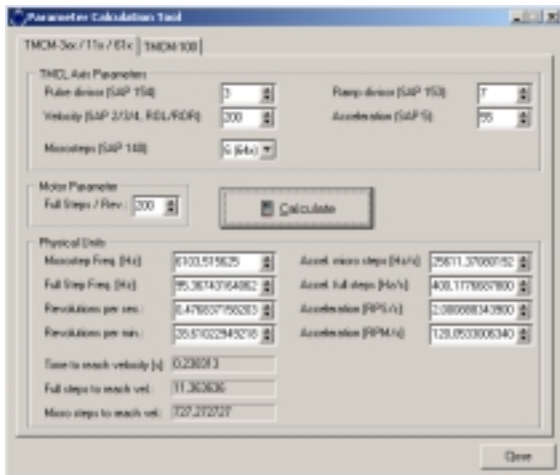 Parameter Calculation Tool
TMCM-3xx / 11x / 61x
TMCM-100
TMCL Axis Parameters
Pulse divisor (SAP 154) 3
Ramp divisor (SAP 153) 7
Velocity (SAP 2/3/4, ROL/ROR) 200
Acceleration (SAP 5) 55
Microsteps (SAP 140) 6 (64x)
Motor Parameter
Full Steps / Rev.: 200
Calculate
Physical Units
Microstep Freq. [Hz] 6103,515625
Accel. micro steps [Hz/s] 25611,37080192
Full Step Freq. [Hz] 95,36743164062
Accel. full steps [Hz/s] 400,1776687800
Revolutions per sec.: 0,476837158203
Acceleration [RPS/s] 2,000888343900
Revolutions per min.: 28,61022949218
Acceleration [RPM/s] 120,0533006340
Time to reach velocity [s] 0,238313
Full steps to reach vel.: 11,363636
Micro steps to reach vel.: 727,272727
Close